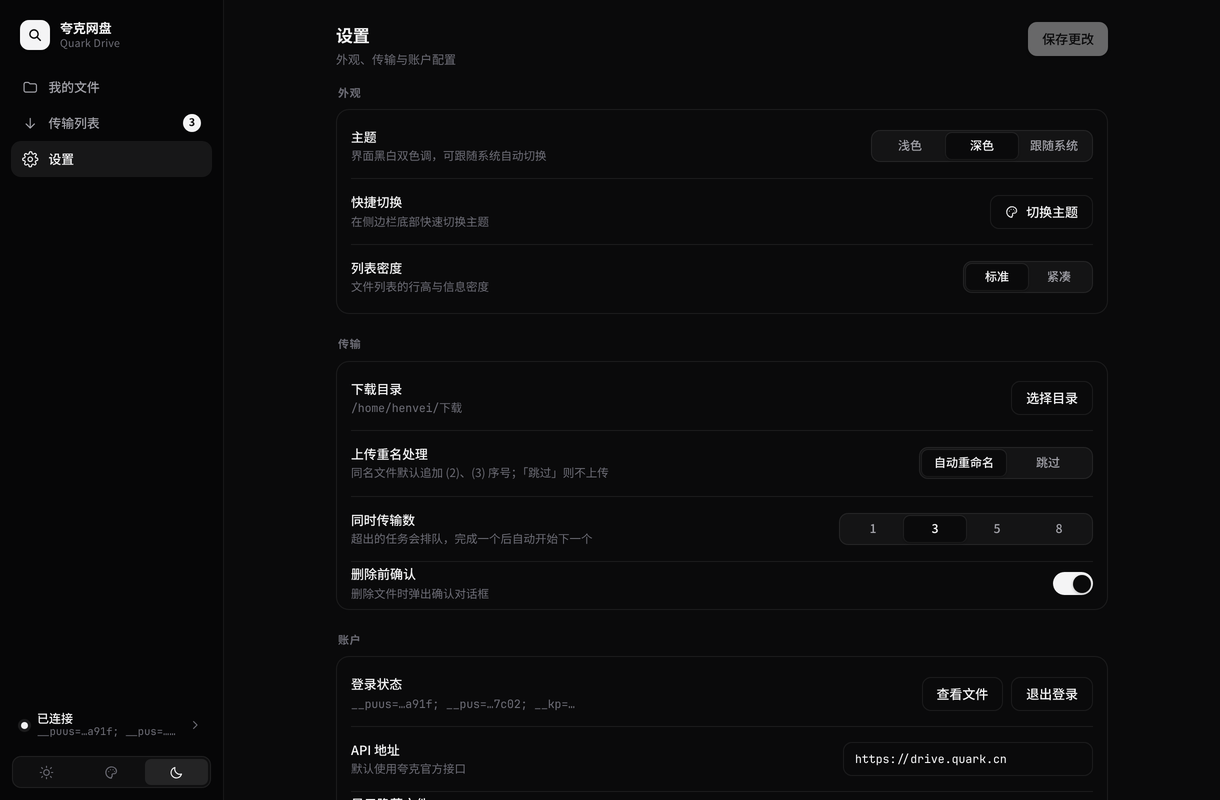 夸克网盘
Quark Drive
我的文件
传输列表
3
设置
已连接
__puus=…a91f; __pus=……
设置
外观、传输与账户配置
保存更改
外观
主题
界面黑白双色调，可跟随系统自动切换
浅色
深色
跟随系统
快捷切换
在侧边栏底部快速切换主题
切换主题
列表密度
文件列表的行高与信息密度
标准
紧凑
传输
下载目录
/home/henvei/下载
选择目录
上传重名处理
同名文件默认追加 (2)、(3) 序号；「跳过」则不上传
自动重命名
跳过
同时传输数
超出的任务会排队，完成一个后自动开始下一个
1
3
5
8
删除前确认
删除文件时弹出确认对话框
账户
登录状态
__puus=…a91f; __pus=…7c02; __kp=…
查看文件
退出登录
API 地址
默认使用夸克官方接口
https://drive.quark.cn